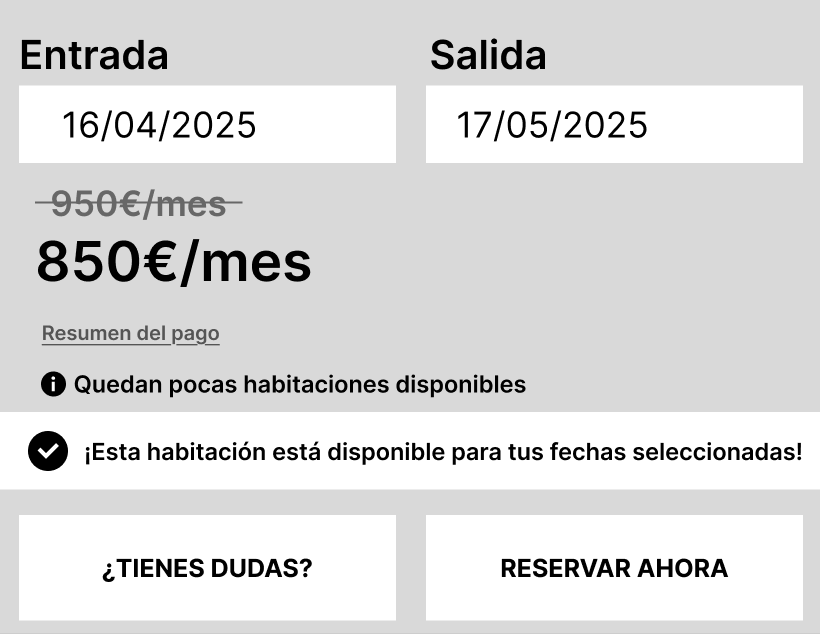 Entrada
Salida
16/04/2025
17/05/2025
950€/mes
850€/mes
Resumen del pago
Quedan pocas habitaciones disponibles
¡Esta habitación está disponible para tus fechas seleccionadas!
¿TIENES DUDAS?
RESERVAR AHORA